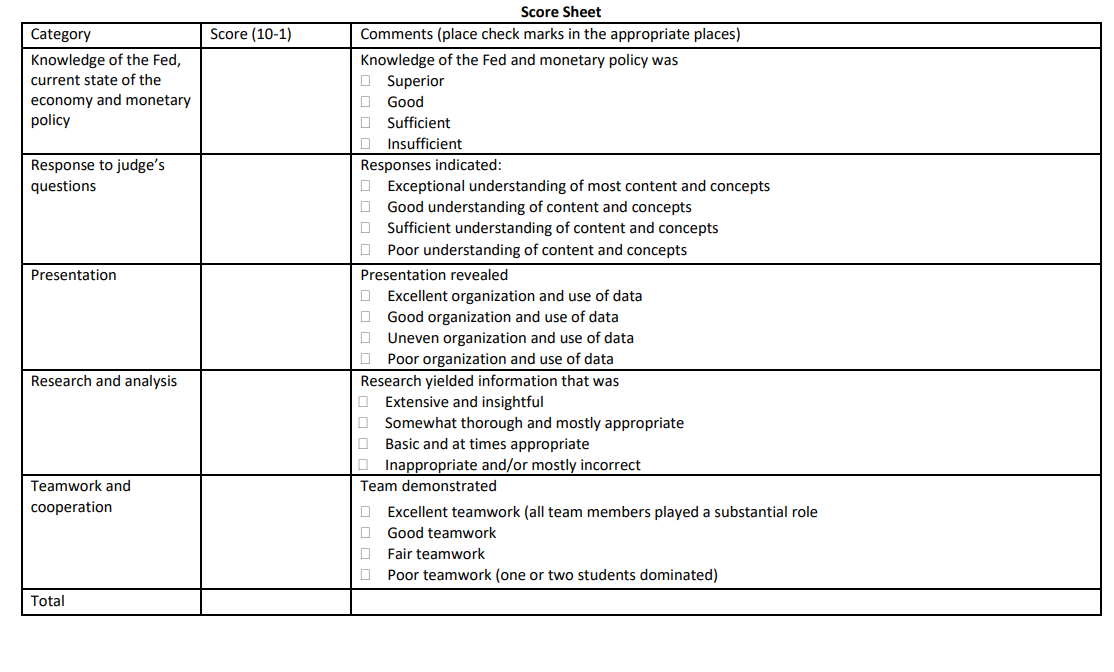 Score Sheet
Category Score (10-1) Comments (place check marks in the appropriate places)
Knowledge of the Fed,
current state of the
economy and monetary
policy
Knowledge of the Fed and monetary policy was
Superior
Good
Sufficient
Insufficient
Response to judge’s
questions
Responses indicated:
Exceptional understanding of most content and concepts
Good understanding of content and concepts
Sufficient understanding of content and concepts
Poor understanding of content and concepts
Presentation
Presentation revealed
Excellent organization and use of data
Good organization and use of data
Uneven organization and use of data
Poor organization and use of data
Research and analysis
Research yielded information that was
Extensive and insightful
Somewhat thorough and mostly appropriate
Basic and at times appropriate
Inappropriate and/or mostly incorrect
Teamwork and
cooperation
Team demonstrated
Excellent teamwork (all team members played a substantial role
Good teamwork
Fair teamwork
Poor teamwork (one or two students dominated)
Total